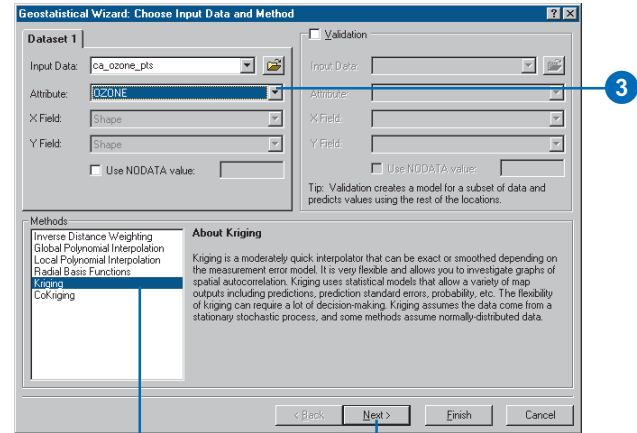 Geostatistical Wizard: Choose Input Data and Method
Dataset 1
Input Data: ca_ozone_pts
Attribute: OZONE
X Field: Shape
Y Field: Shape
Use NODATA value:
Validation
Input Data:
Attribute:
X Field:
Y Field:
Use NODATA value:
Tip: Validation creates a model for a subset of data and
predicts values using the rest of the locations.
3
Methods
Inverse Distance Weighting
Global Polynomial Interpolation
Local Polynomial Interpolation
Radial Basis Functions
Kriging
CoKriging
About Kriging
Kriging is a moderately quick interpolator that can be exact or smoothed depending on
the measurement error model. It is very flexible and allows you to investigate graphs of
spatial autocorrelation. Kriging uses statistical models that allow a variety of map
outputs including predictions, prediction standard errors, probability, etc. The flexibility
of kriging can require a lot of decision-making. Kriging assumes the data come from a
stationary stochastic process, and some methods assume normally-distributed data.
< Back
Next >
Finish
Cancel